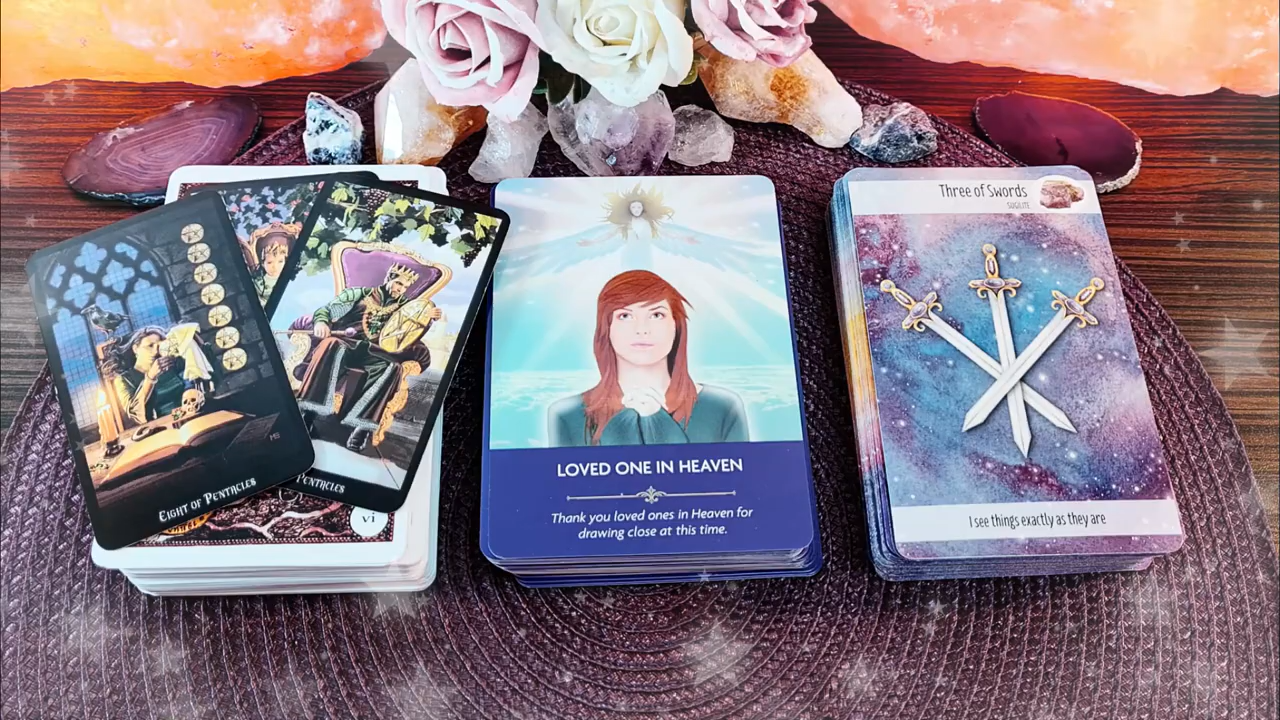 EIGHT OF PENTACLES
PENTACLES
vi
LOVED ONE IN HEAVEN
Thank you loved ones in Heaven for
drawing close at this time.
Three of Swords
SUGILITE
I see things exactly as they are